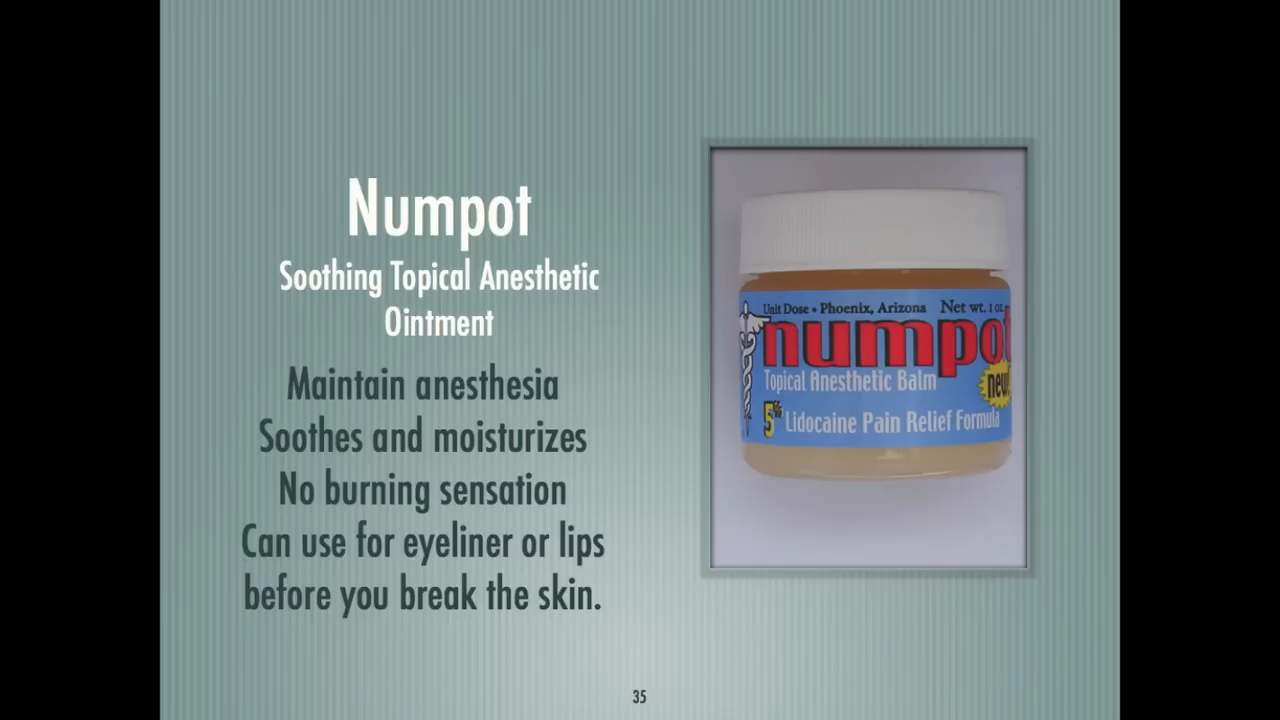 Numpot
Soothing Topical Anesthetic
Ointment
Maintain anesthesia
Soothes and moisturizes
No burning sensation
Can use for eyeliner or lips
before you break the skin.
Unit Dose • Phoenix, Arizona Net wt. 1 oz.
numpot
Topical Anesthetic Balm
new!
5% Lidocaine Pain Relief Formula
35